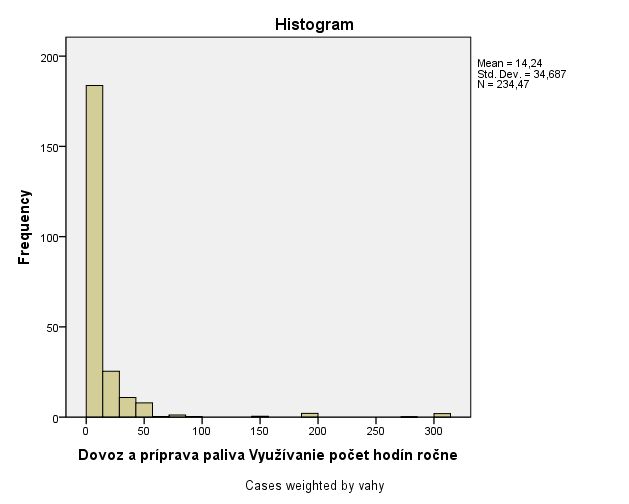 Histogram
200
150
100
50
0
Frequency
Mean = 14,24
Std. Dev. = 34,687
N = 234,47
0 50 100 150 200 250 300
Dovoz a príprava paliva Využívanie počet hodín ročne
Cases weighted by vahy